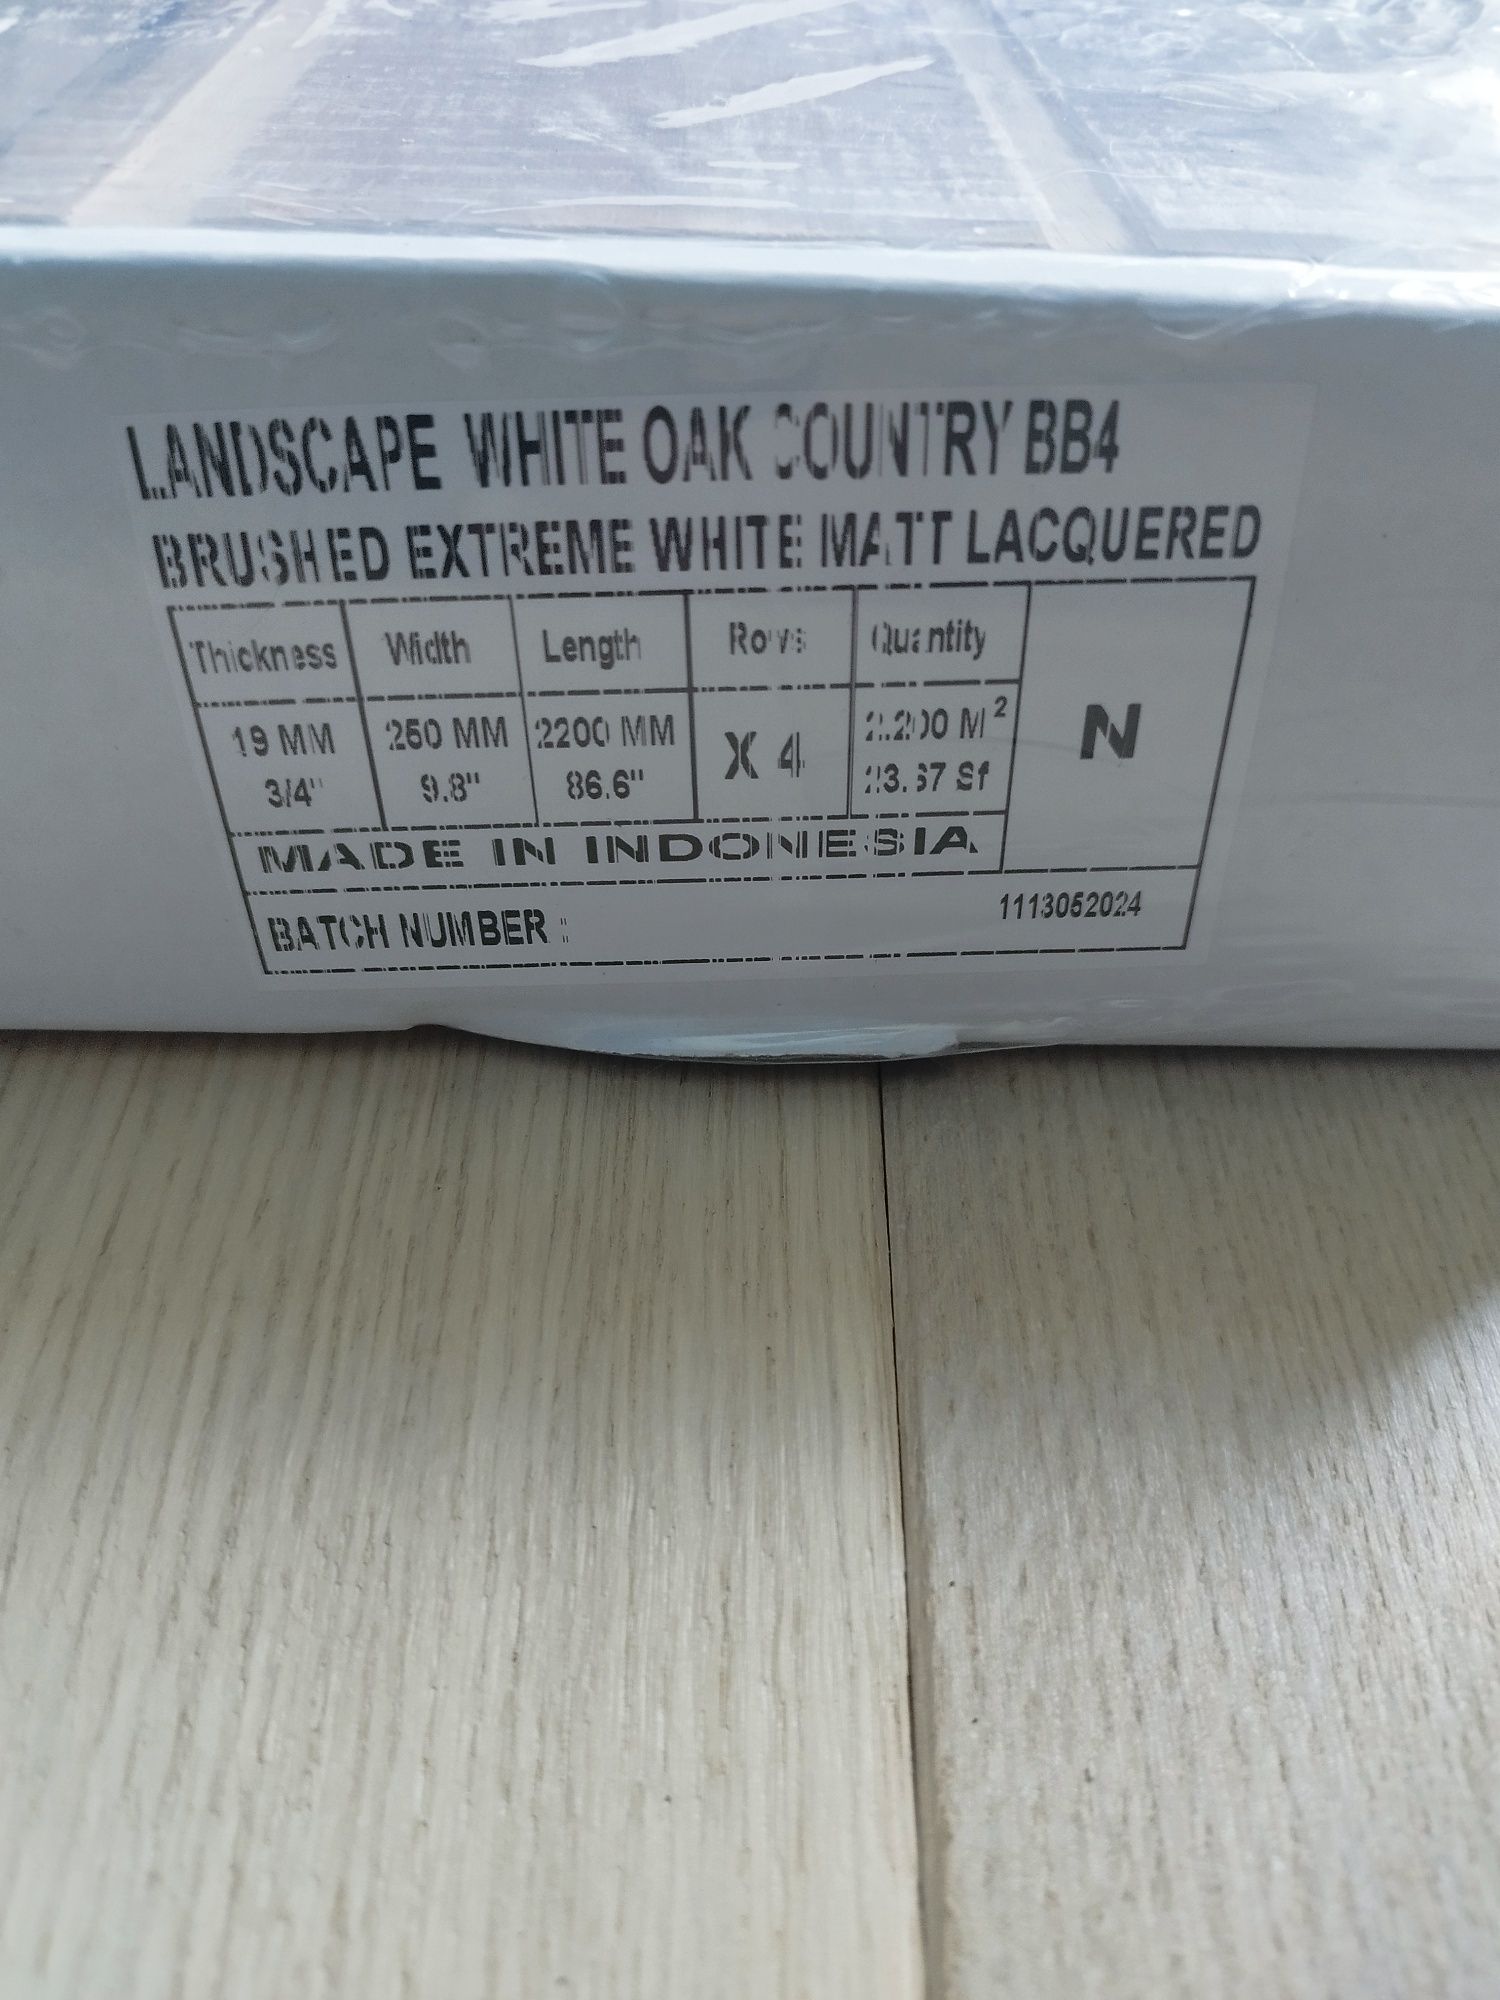 LANDSCAPE WHITE OAK COUNTRY BB4
BRUSHED EXTREME WHITE MATT LACQUERED
Thickness Width Length Rows Quantity
19 MM 250 MM 2200 MM X 4 2.200 M² N
3/4" 9.8" 86.6" 23.67 Sf
MADE IN INDONESIA
BATCH NUMBER : 1113052024